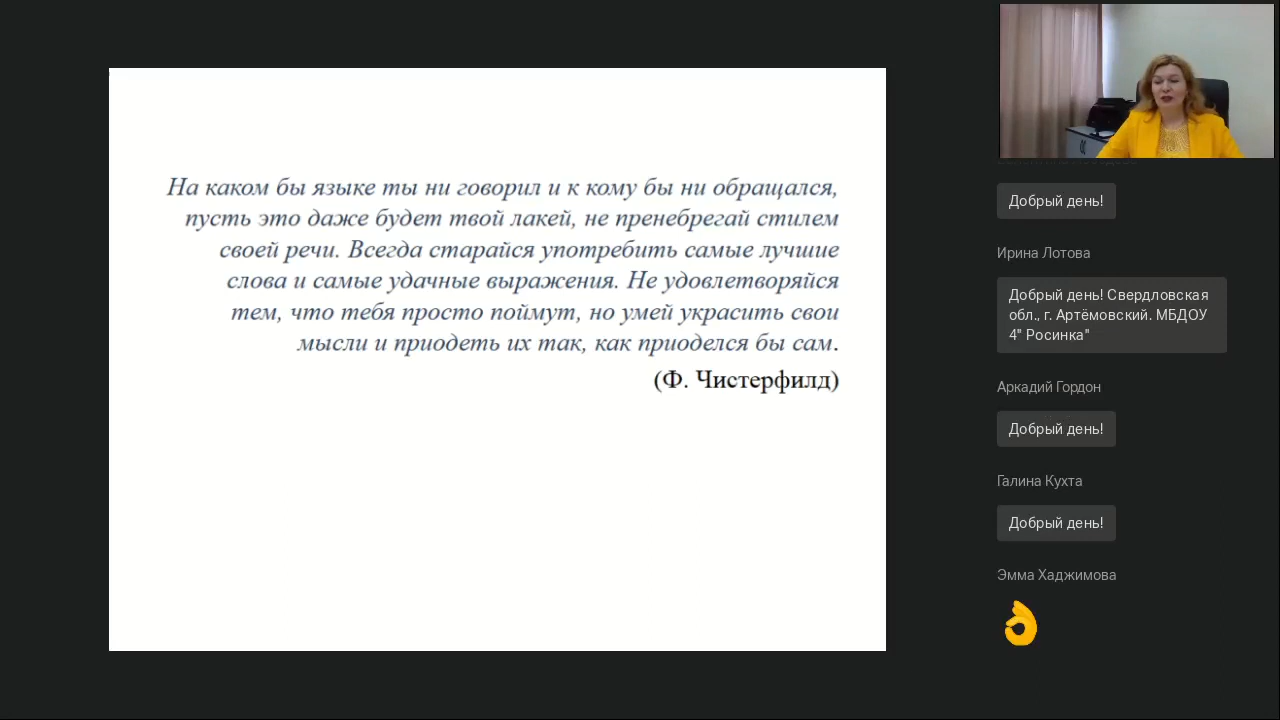 На каком бы языке ты ни говорил и к кому бы ни обращался,
пусть это даже будет твой лакей, не пренебрегай стилем
своей речи. Всегда старайся употребить самые лучшие
слова и самые удачные выражения. Не удовлетворяйся
тем, что тебя просто поймут, но умей украсить свои
мысли и приодеть их так, как приоделся бы сам.
(Ф. Чистерфилд)
Добрый день!
Ирина Лотова
Добрый день! Свердловская
обл., г. Артёмовский. МБДОУ
4" Росинка"
Аркадий Гордон
Добрый день!
Галина Кухта
Добрый день!
Эмма Хаджимова